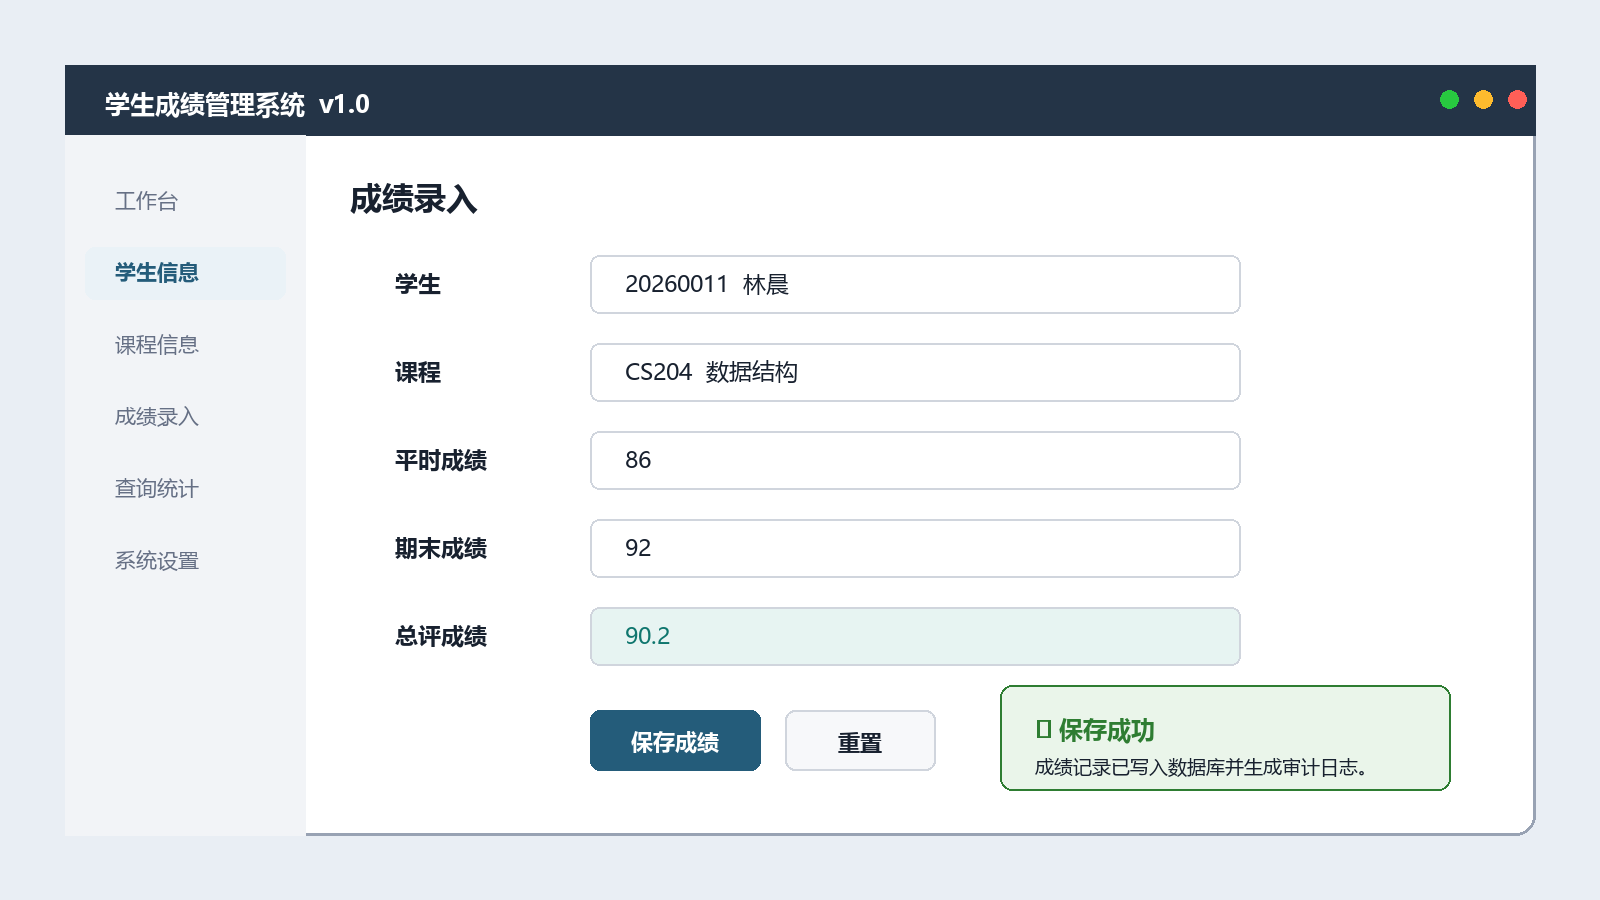 学生成绩管理系统 v1.0
工作台
学生信息
课程信息
成绩录入
查询统计
系统设置
成绩录入
学生 20260011 林晨
课程 CS204 数据结构
平时成绩 86
期末成绩 92
总评成绩 90.2
保存成绩 重置
保存成功
成绩记录已写入数据库并生成审计日志。